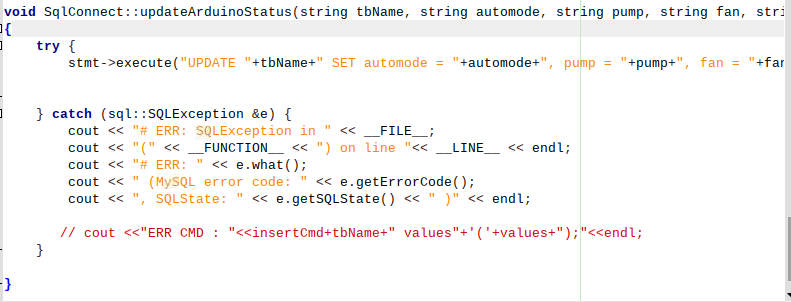 void SqlConnect::updateArduinoStatus(string tbName, string automode, string pump, string fan, stri
{
try {
stmt->execute("UPDATE "+tbName+" SET automode = "+automode+", pump = "+pump+", fan = "+fan
} catch (sql::SQLException &e) {
cout << "# ERR: SQLException in " << __FILE__;
cout << "(" << __FUNCTION__ << ") on line "<< __LINE__ << endl;
cout << "# ERR: " << e.what();
cout << " (MySQL error code: " << e.getErrorCode();
cout << ", SQLState: " << e.getSQLState() << " )" << endl;
// cout <<"ERR CMD : "<<insertCmd+tbName+" values"+'('+values+");"<<endl;
}
}